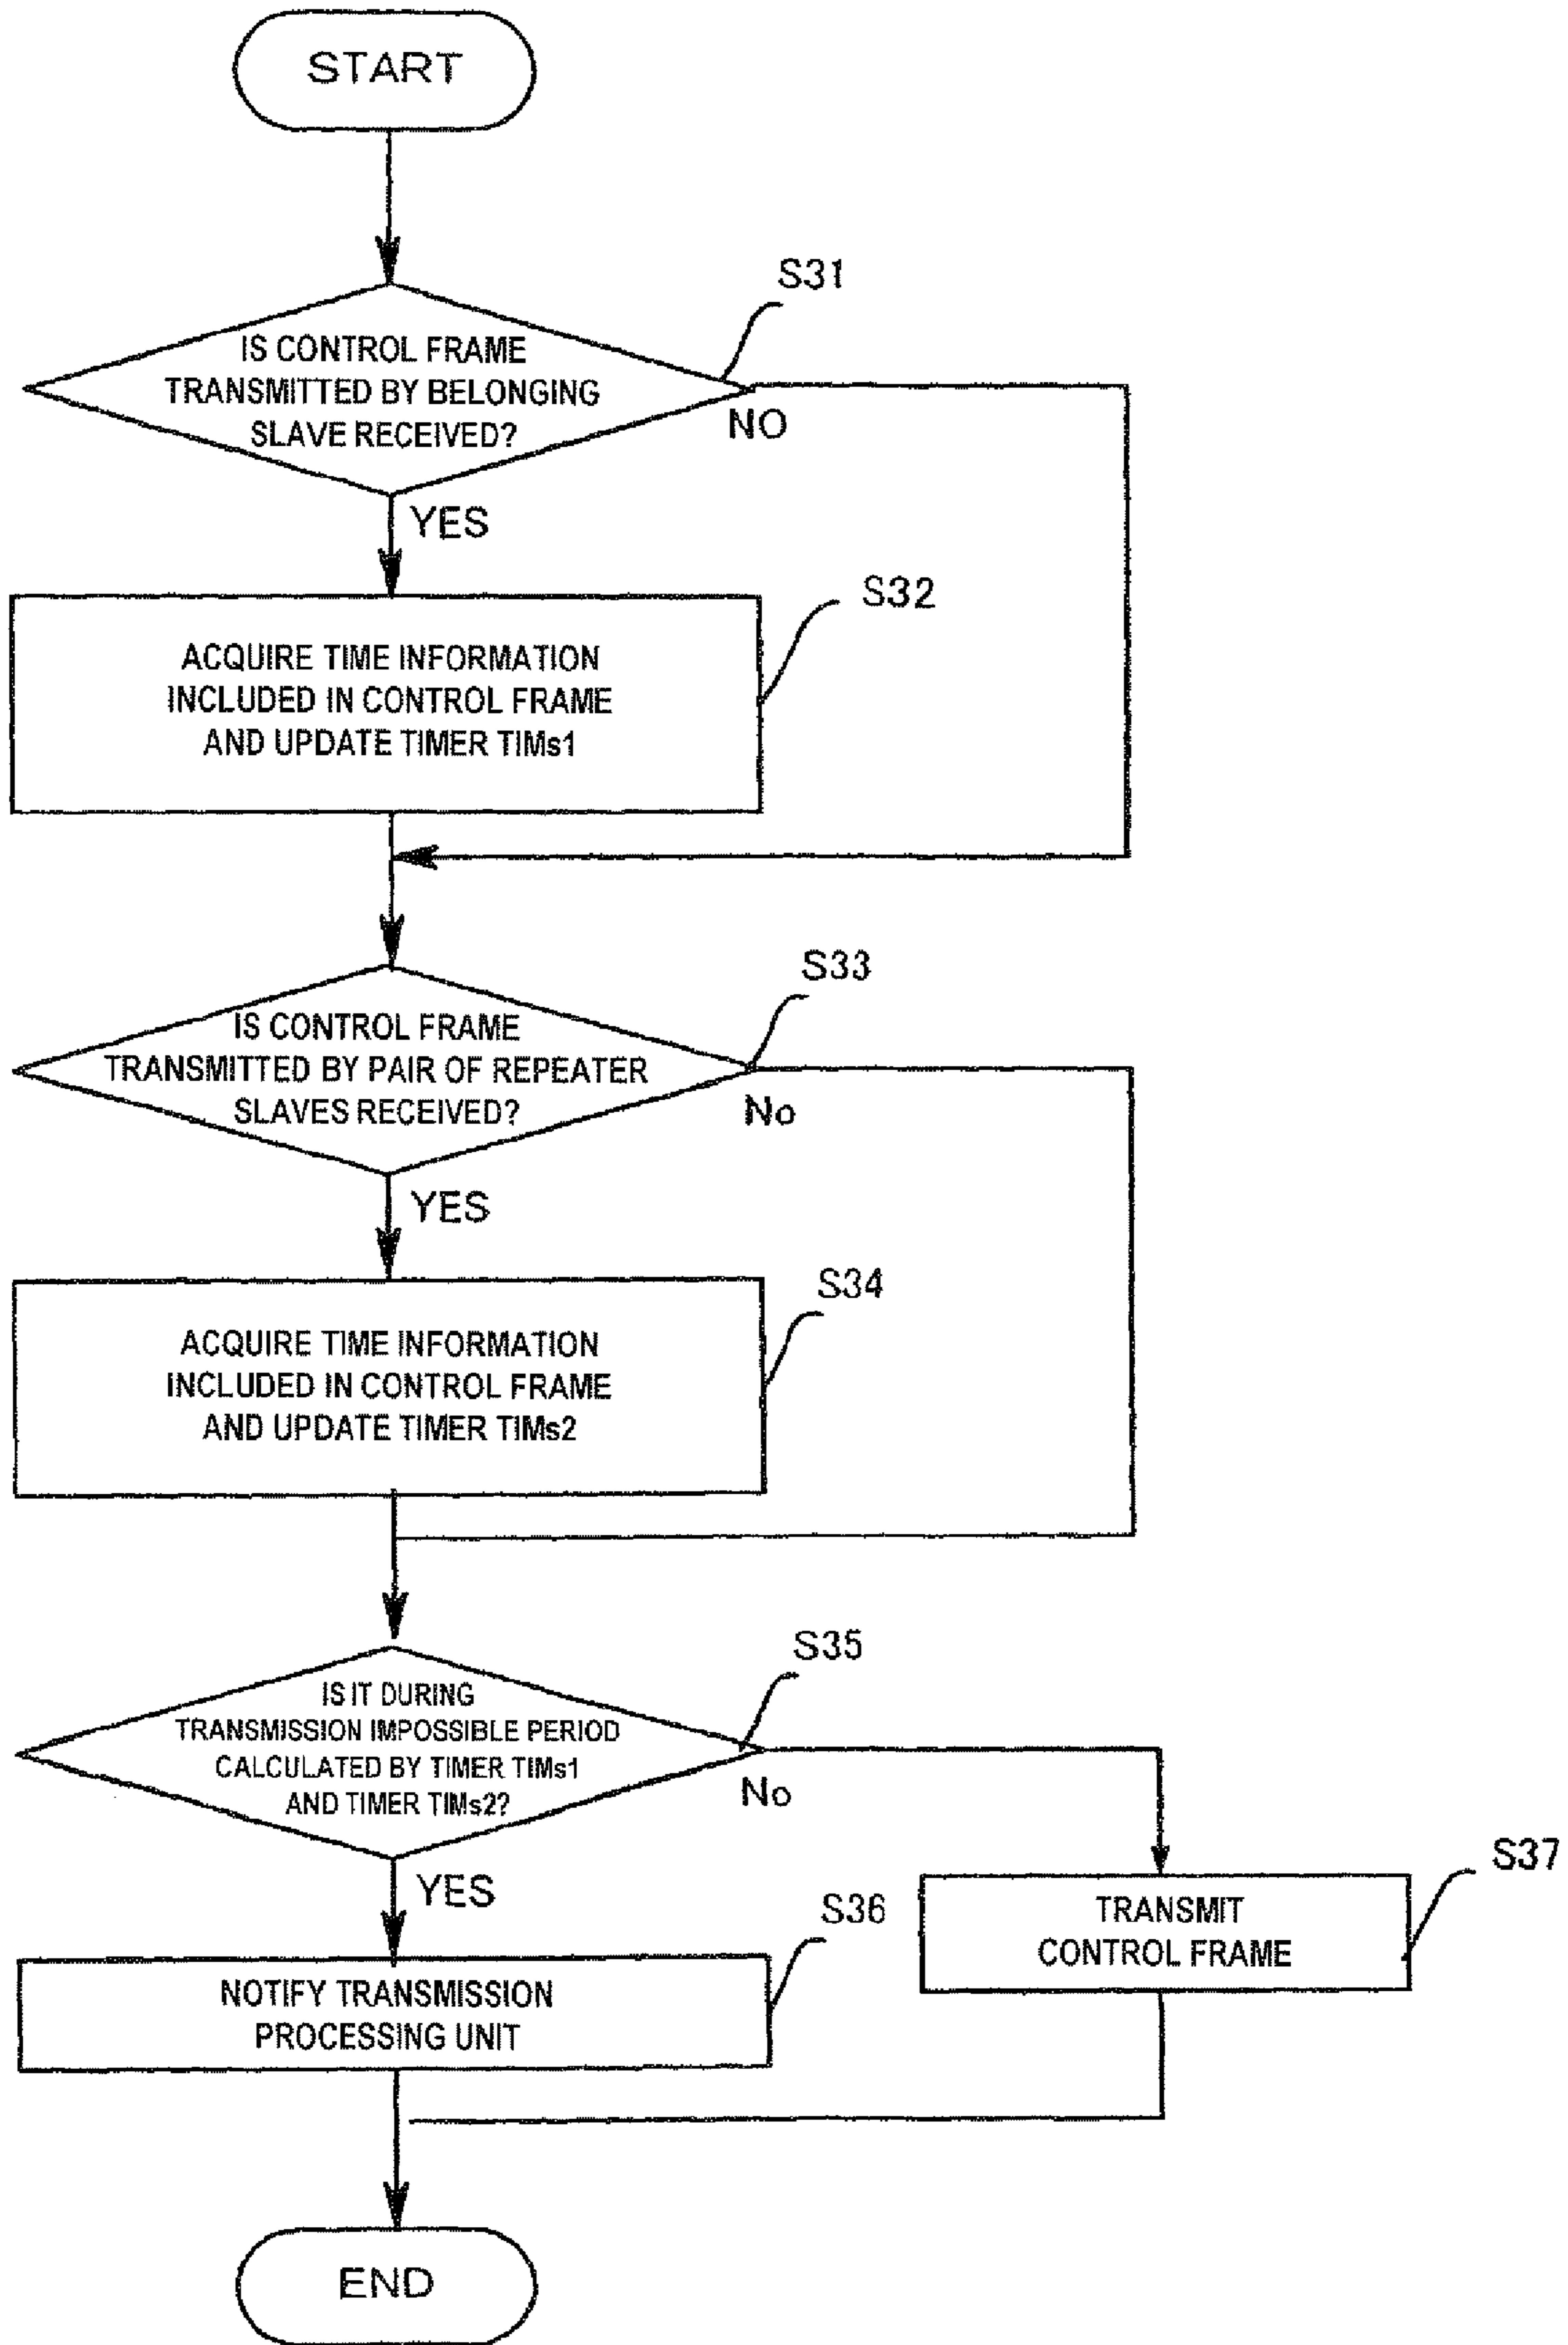 START
S31
IS CONTROL FRAME
TRANSMITTED BY BELONGING
SLAVE RECEIVED?
NO
YES
S32
ACQUIRE TIME INFORMATION
INCLUDED IN CONTROL FRAME
AND UPDATE TIMER TIMs1
S33
IS CONTROL FRAME
TRANSMITTED BY PAIR OF REPEATER
SLAVES RECEIVED?
No
YES
S34
ACQUIRE TIME INFORMATION
INCLUDED IN CONTROL FRAME
AND UPDATE TIMER TIMs2
S35
IS IT DURING
TRANSMISSION IMPOSSIBLE PERIOD
CALCULATED BY TIMER TIMs1
AND TIMER TIMs2?
No
YES
S37
TRANSMIT
CONTROL FRAME
S36
NOTIFY TRANSMISSION
PROCESSING UNIT
END